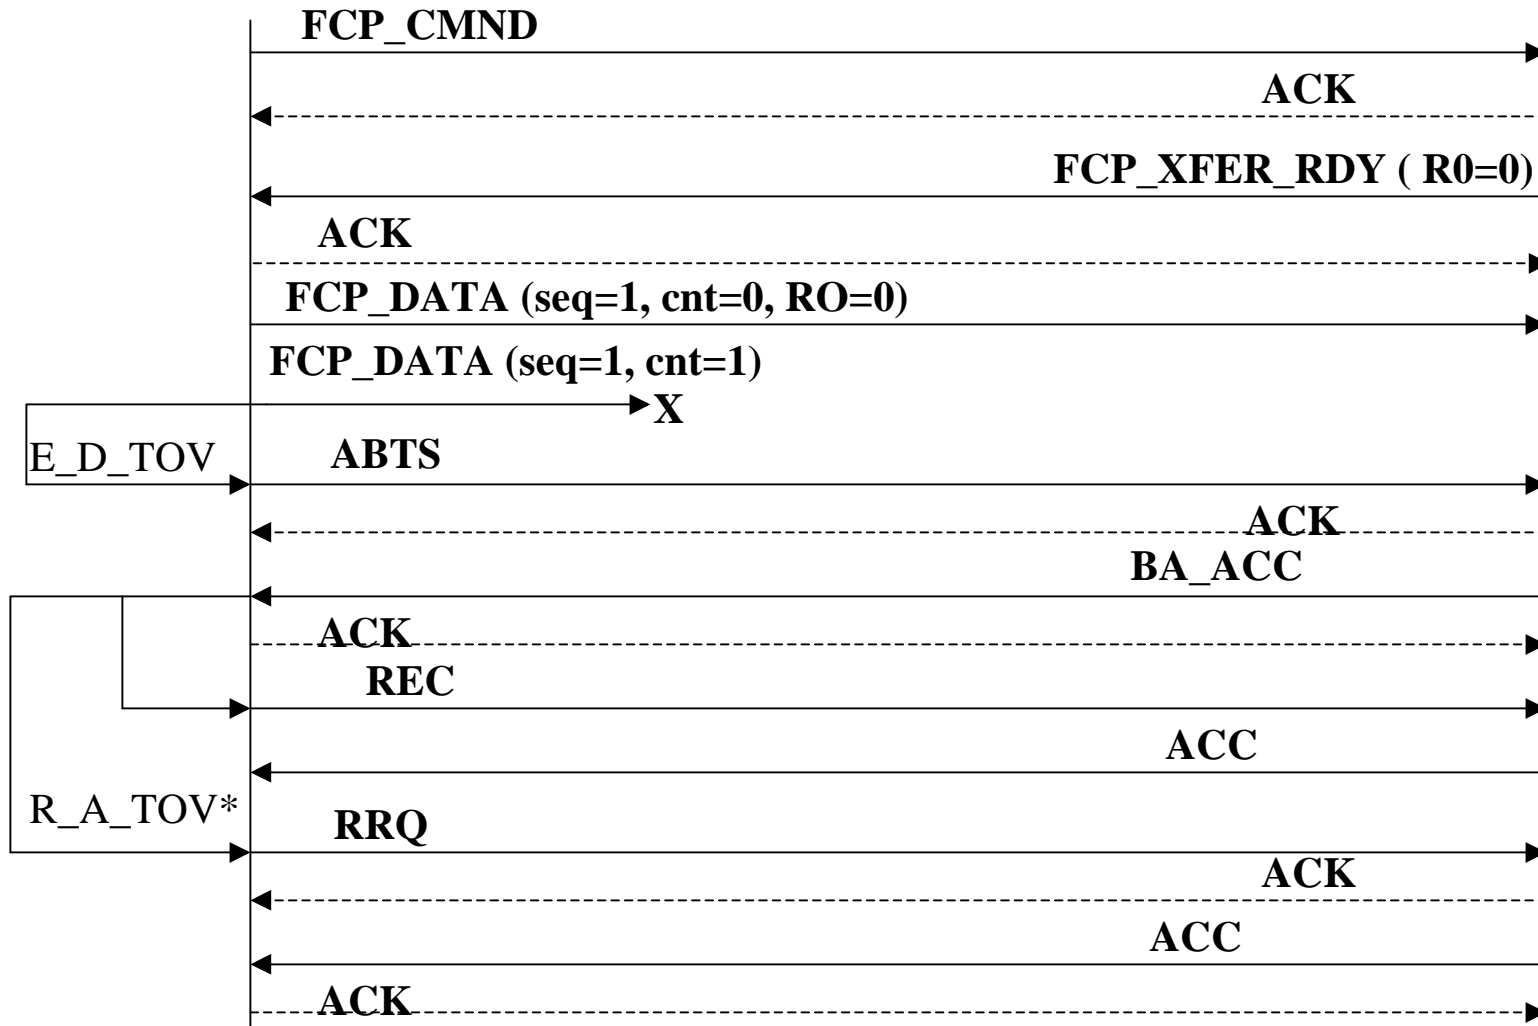 FCP_CMND
ACK
FCP_XFER_RDY ( R0=0)
ACK
FCP_DATA (seq=1, cnt=0, RO=0)
FCP_DATA (seq=1, cnt=1)
X
E_D_TOV
ABTS
ACK
BA_ACC
ACK
REC
ACC
R_A_TOV*
RRQ
ACK
ACC
ACK